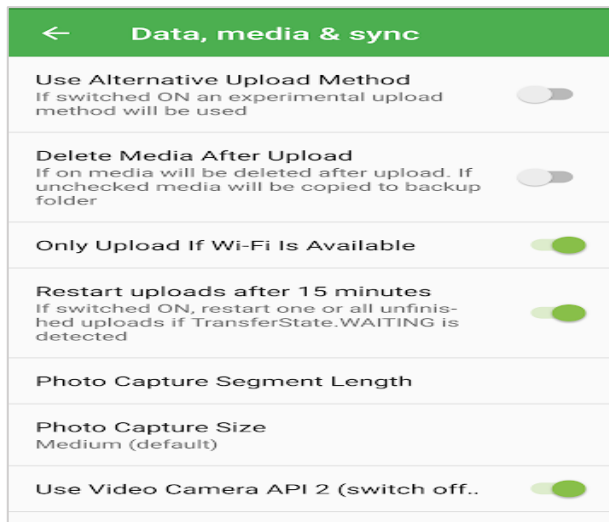 Data, media & sync
Use Alternative Upload Method
If switched ON an experimental upload
method will be used
Delete Media After Upload
If on media will be deleted after upload. If
unchecked media will be copied to backup
folder
Only Upload If Wi-Fi Is Available
Restart uploads after 15 minutes
If switched ON, restart one or all unfinis-
hed uploads if TransferState.WAITING is
detected
Photo Capture Segment Length
Photo Capture Size
Medium (default)
Use Video Camera API 2 (switch off..